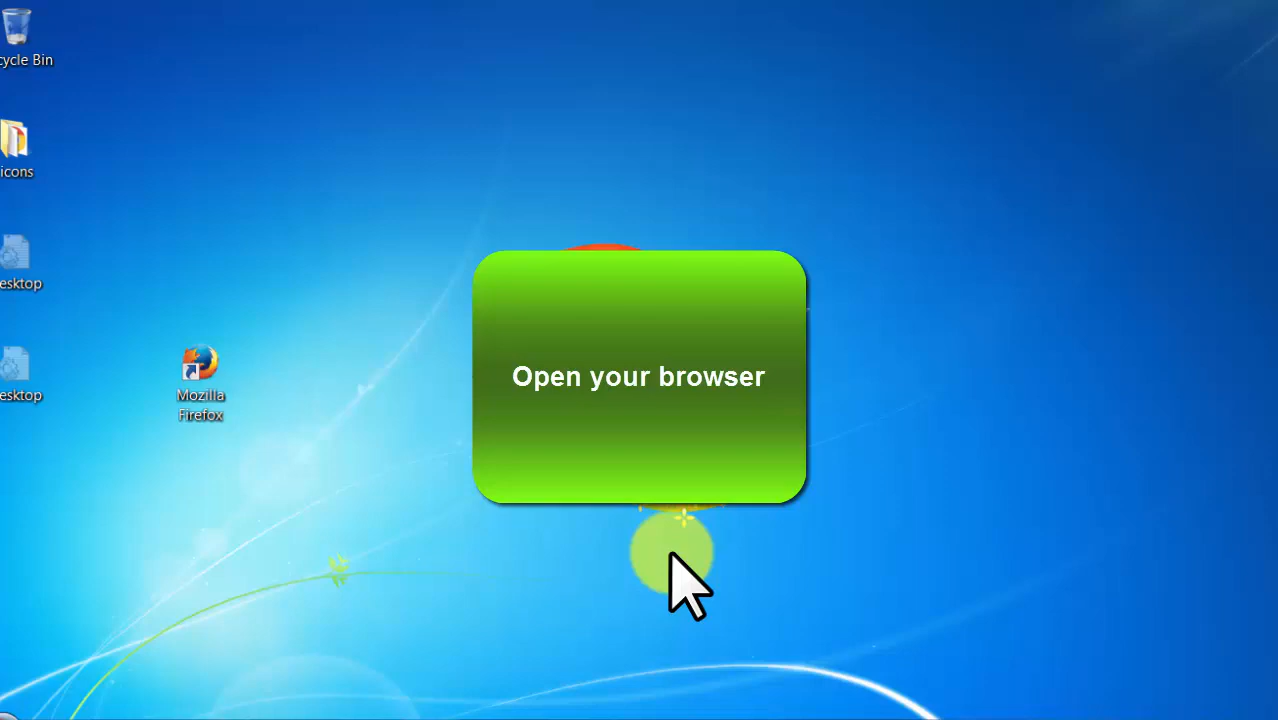 cycle Bin
icons
esktop
esktop
Mozilla
Firefox
Open your browser